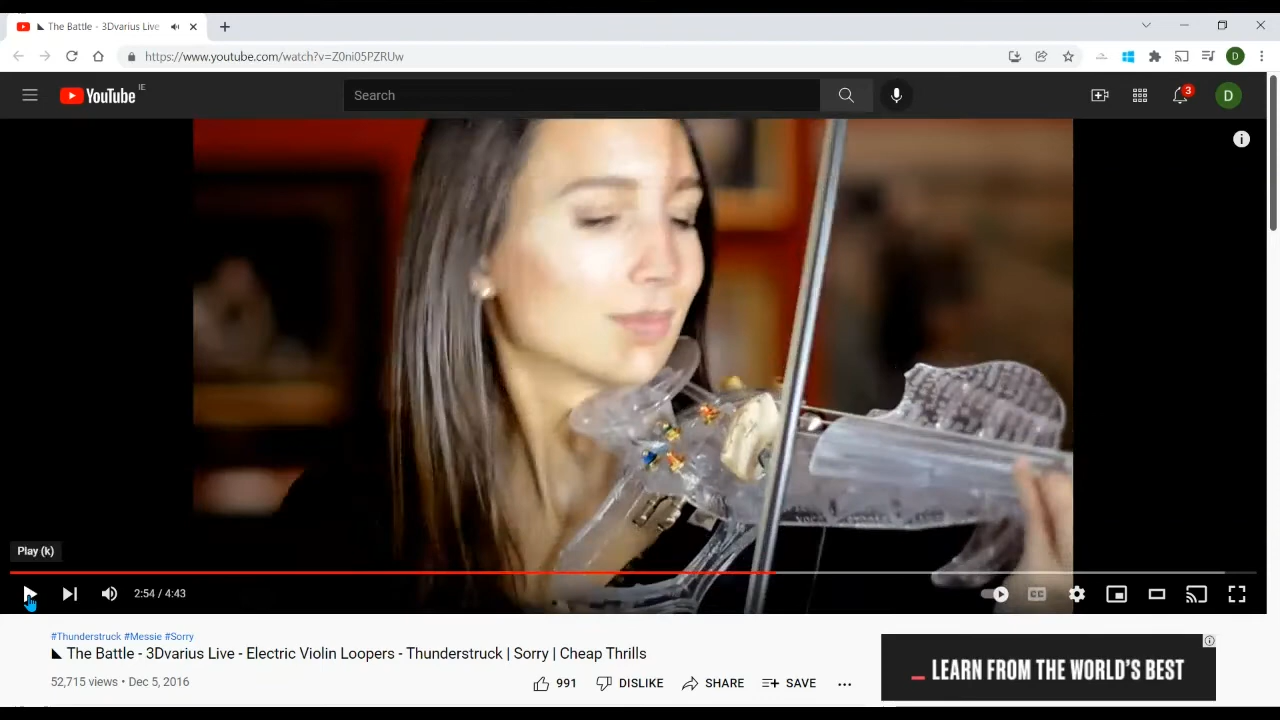 ◣ The Battle - 3Dvarius Live
https://www.youtube.com/watch?v=Z0ni05PZRUw
D
YouTube IE
Search
3
D
Play (k)
2:54 / 4:43
CC
#Thunderstruck #Messie #Sorry
◣ The Battle - 3Dvarius Live - Electric Violin Loopers - Thunderstruck | Sorry | Cheap Thrills
52,715 views • Dec 5, 2016
991 DISLIKE SHARE SAVE
LEARN FROM THE WORLD'S BEST